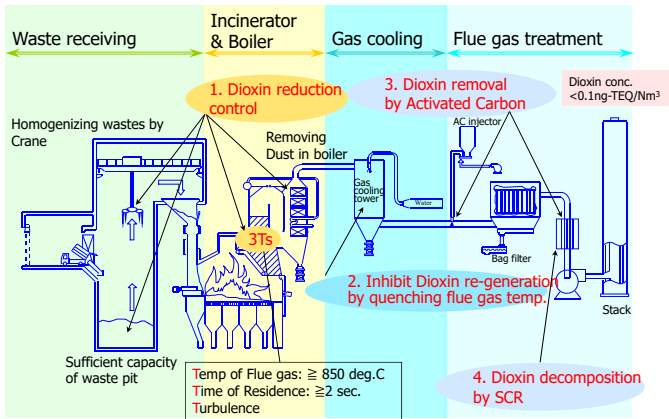 Waste receiving
Incinerator
& Boiler
Gas cooling
Flue gas treatment
1. Dioxin reduction
control
3. Dioxin removal
by Activated Carbon
Dioxin conc.
<0.1ng-TEQ/Nm³
Homogenizing wastes by
Crane
Removing
Dust in boiler
AC injector
Gas
cooling
tower
Water
3Ts
Bag filter
2. Inhibit Dioxin re-generation
by quenching flue gas temp.
Stack
Sufficient capacity
of waste pit
Temp of Flue gas: ≧ 850 deg.C
Time of Residence: ≧2 sec.
Turbulence
4. Dioxin decomposition
by SCR